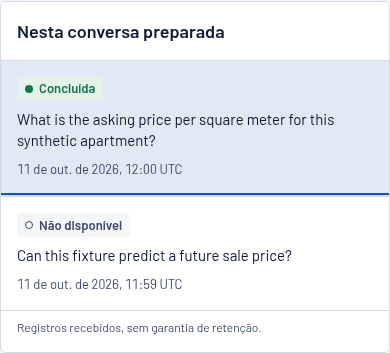 Nesta conversa preparada
Concluída
What is the asking price per square meter for this
synthetic apartment?
11 de out. de 2026, 12:00 UTC
Não disponível
Can this fixture predict a future sale price?
11 de out. de 2026, 11:59 UTC
Registros recebidos, sem garantia de retenção.